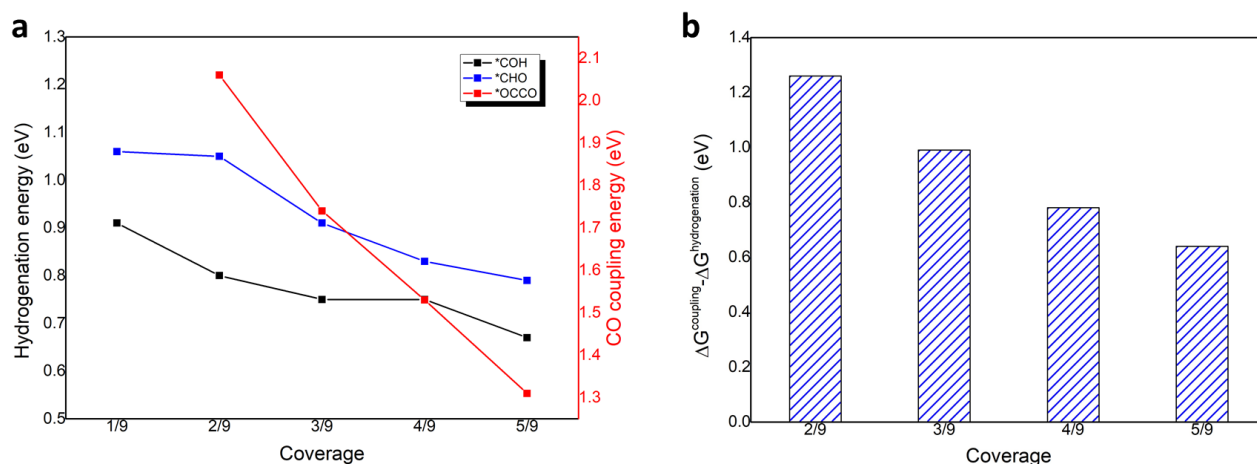 a
1.3
1.2
1.1
1.0
0.9
0.8
0.7
0.6
0.5
Hydrogenation energy (eV)
*COH
*CHO
*OCCO
2.1
2.0
1.9
1.8
1.7
1.6
1.5
1.4
1.3
CO coupling energy (eV)
1/9 2/9 3/9 4/9 5/9
Coverage
b
1.4
1.2
1.0
0.8
0.6
0.4
0.2
0.0
ΔG^coupling-ΔG^hydrogenation (eV)
2/9 3/9 4/9 5/9
Coverage